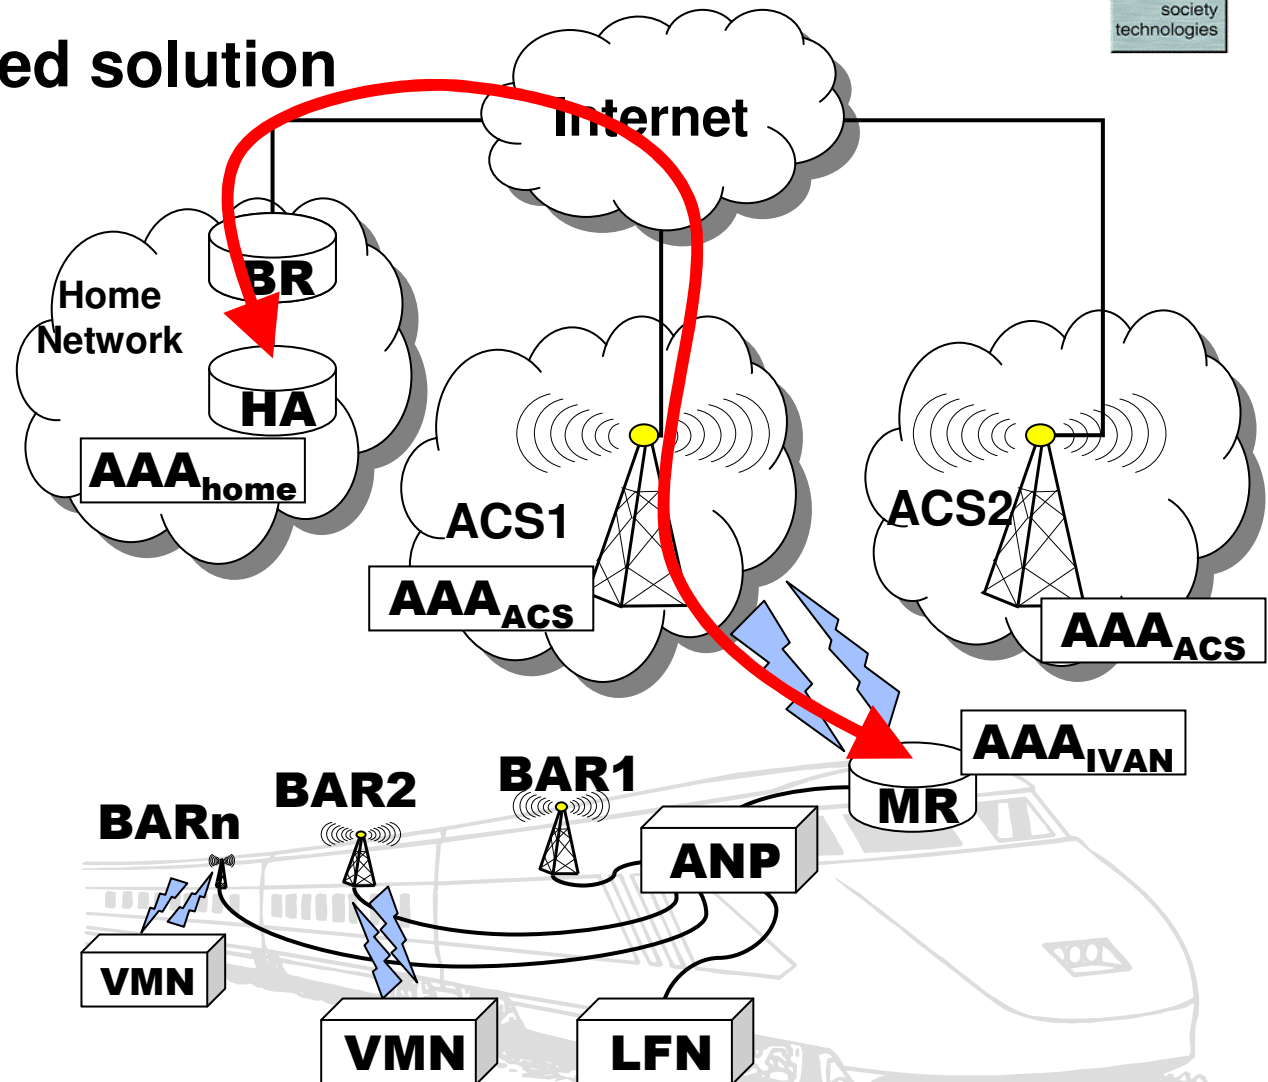 society
technologies
ed solution
Internet
BR
Home
Network
HA
AAAhome
ACS1
ACS2
AAAACS
AAAACS
AAAIVAN
MR
BAR1
BAR2
BARn
ANP
VMN
VMN
LFN